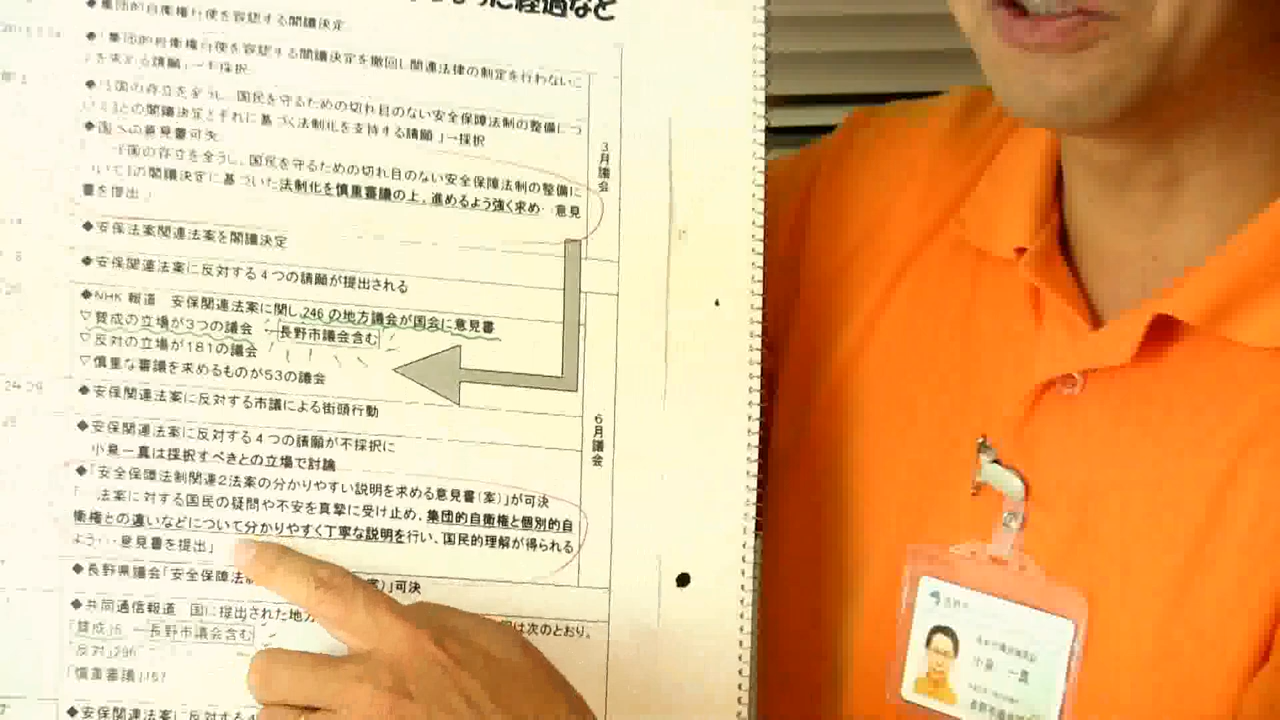 経過など
◆集団的自衛権行使を容認する閣議決定
◆「集団的自衛権行使を容認する閣議決定を撤回し関連法律の制定を行わないこ
を求める請願」→不採択
国の存立を全うし、国民を守るための切れ目のない安全保障法制の整備につ
の閣議決定とそれに基づく法制化を支持する請願」→採択
◆国への意見書可決
国の存立を全うし、国民を守るための切れ目のない安全保障法制の整備に
いて」の閣議決定に基づいた法制化を慎重審議の上、進めるよう強く求め…意見
書を提出」
3月議会
◆安保法案関連法案を閣議決定
◆安保関連法案に反対する4つの請願が提出される
◆NHK 報道 安保関連法案に関し246の地方議会が国会に意見書
▽賛成の立場が3つの議会 ←長野市議会含む
▽反対の立場が181の議会
▽慎重な審議を求めるものが53の議会
◆安保関連法案に反対する市議による街頭行動
◆安保関連法案に反対する4つの請願が不採択に
小泉一真は採択すべきとの立場で討論
◆「安全保障法制関連2法案の分かりやすい説明を求める意見書(案)」が可決
「…法案に対する国民の疑問や不安を真摯に受け止め、集団的自衛権と個別的自
衛権との違いなどについて分かりやすく丁寧な説明を行い、国民的理解が得られる
よう…意見書を提出」
6月議会
◆長野県議会「安全保障法 案)」可決
◆共同通信報道 国に提出された地方 は次のとおり。
「賛成」6 ←長野市議会含む
「反対」
「慎重審議」
◆安保関連法案に反対する4
小泉 一真